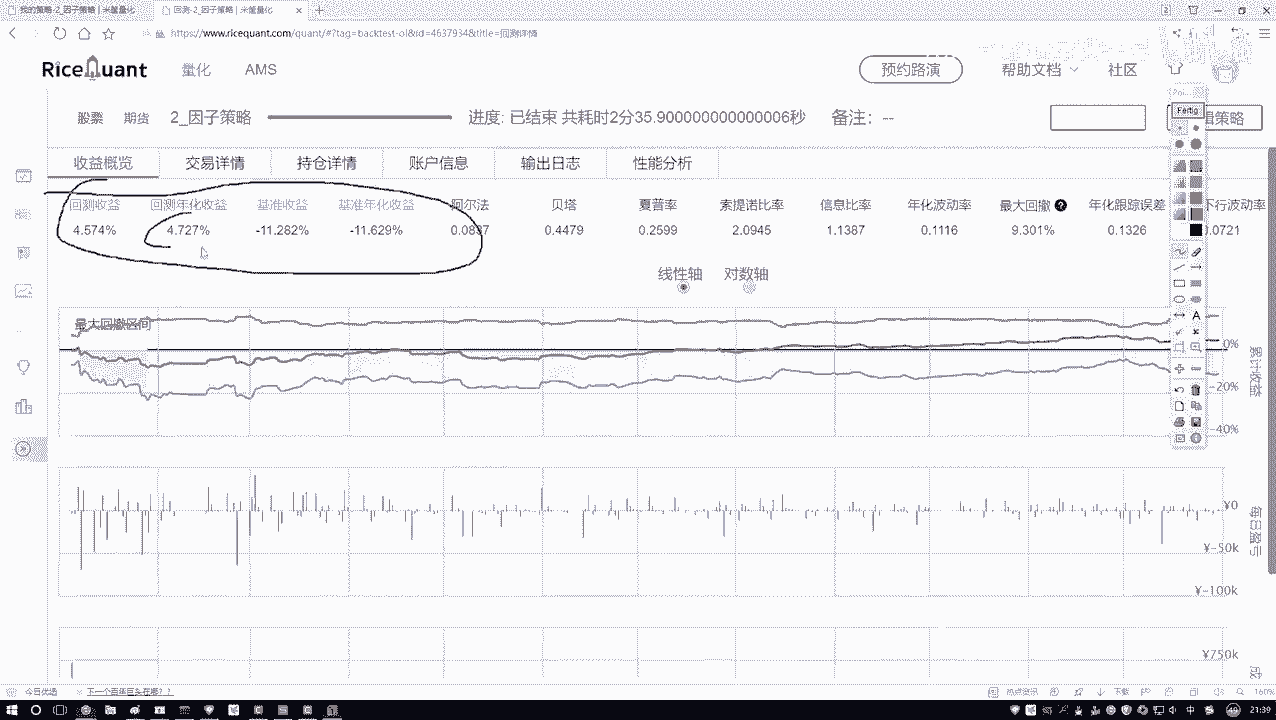 我的策略-2_因子策略 | 米筐量化
回测-2_因子策略 | 米筐量化
https://www.ricequant.com/quant/#?tag=backtest-ol&id=4637934&title=回测详情
RiceQuant 量化 AMS 预约路演 帮助文档 社区
股票 期货 2_因子策略 进度: 已结束 共耗时2分35.900000000000006秒 备注: --
辑策略
Fertig
收益概览 交易详情 持仓详情 账户信息 输出日志 性能分析
回测收益 回测年化收益 基准收益 基准年化收益 阿尔法 贝塔 夏普率 索提诺比率 信息比率 年化波动率 最大回撤 年化跟踪误差 下行波动率
4.574% 4.727% -11.282% -11.629% 0.4479 0.2599 2.0945 1.1387 0.1116 9.301% 0.1326 0.0721
线性轴 对数轴
最大回撤区间
0%
-20%
-40%
累计收益
¥0
¥-50k
¥-100k
每日盈亏
¥750k
今日优选 下一个百年巨头在哪？
热点资讯 下载 160%
中 21:39